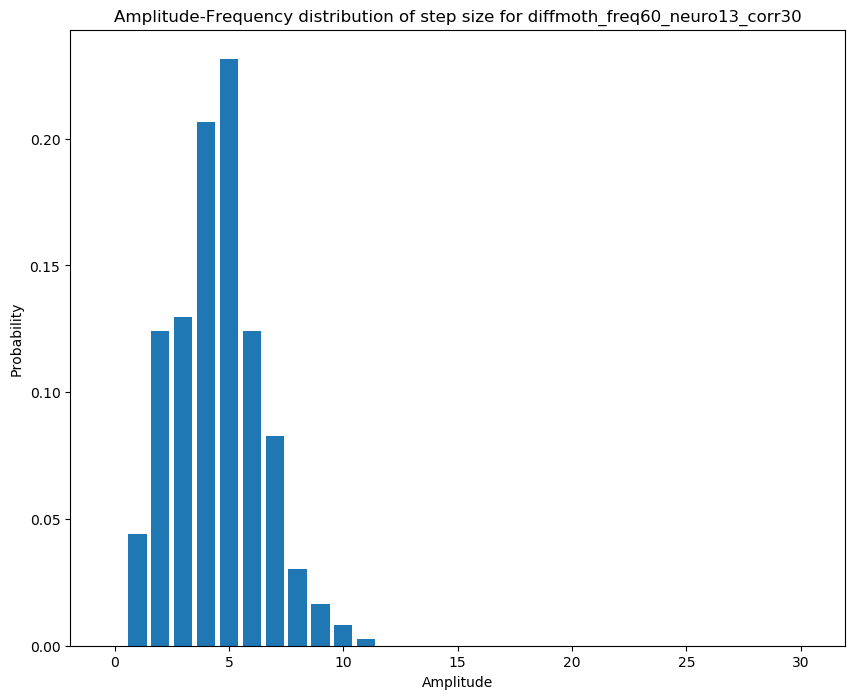 Amplitude-Frequency distribution of step size for diffmoth_freq60_neuro13_corr30
0.20
0.15
0.10
0.05
0.00
Probability
0 5 10 15 20 25 30
Amplitude